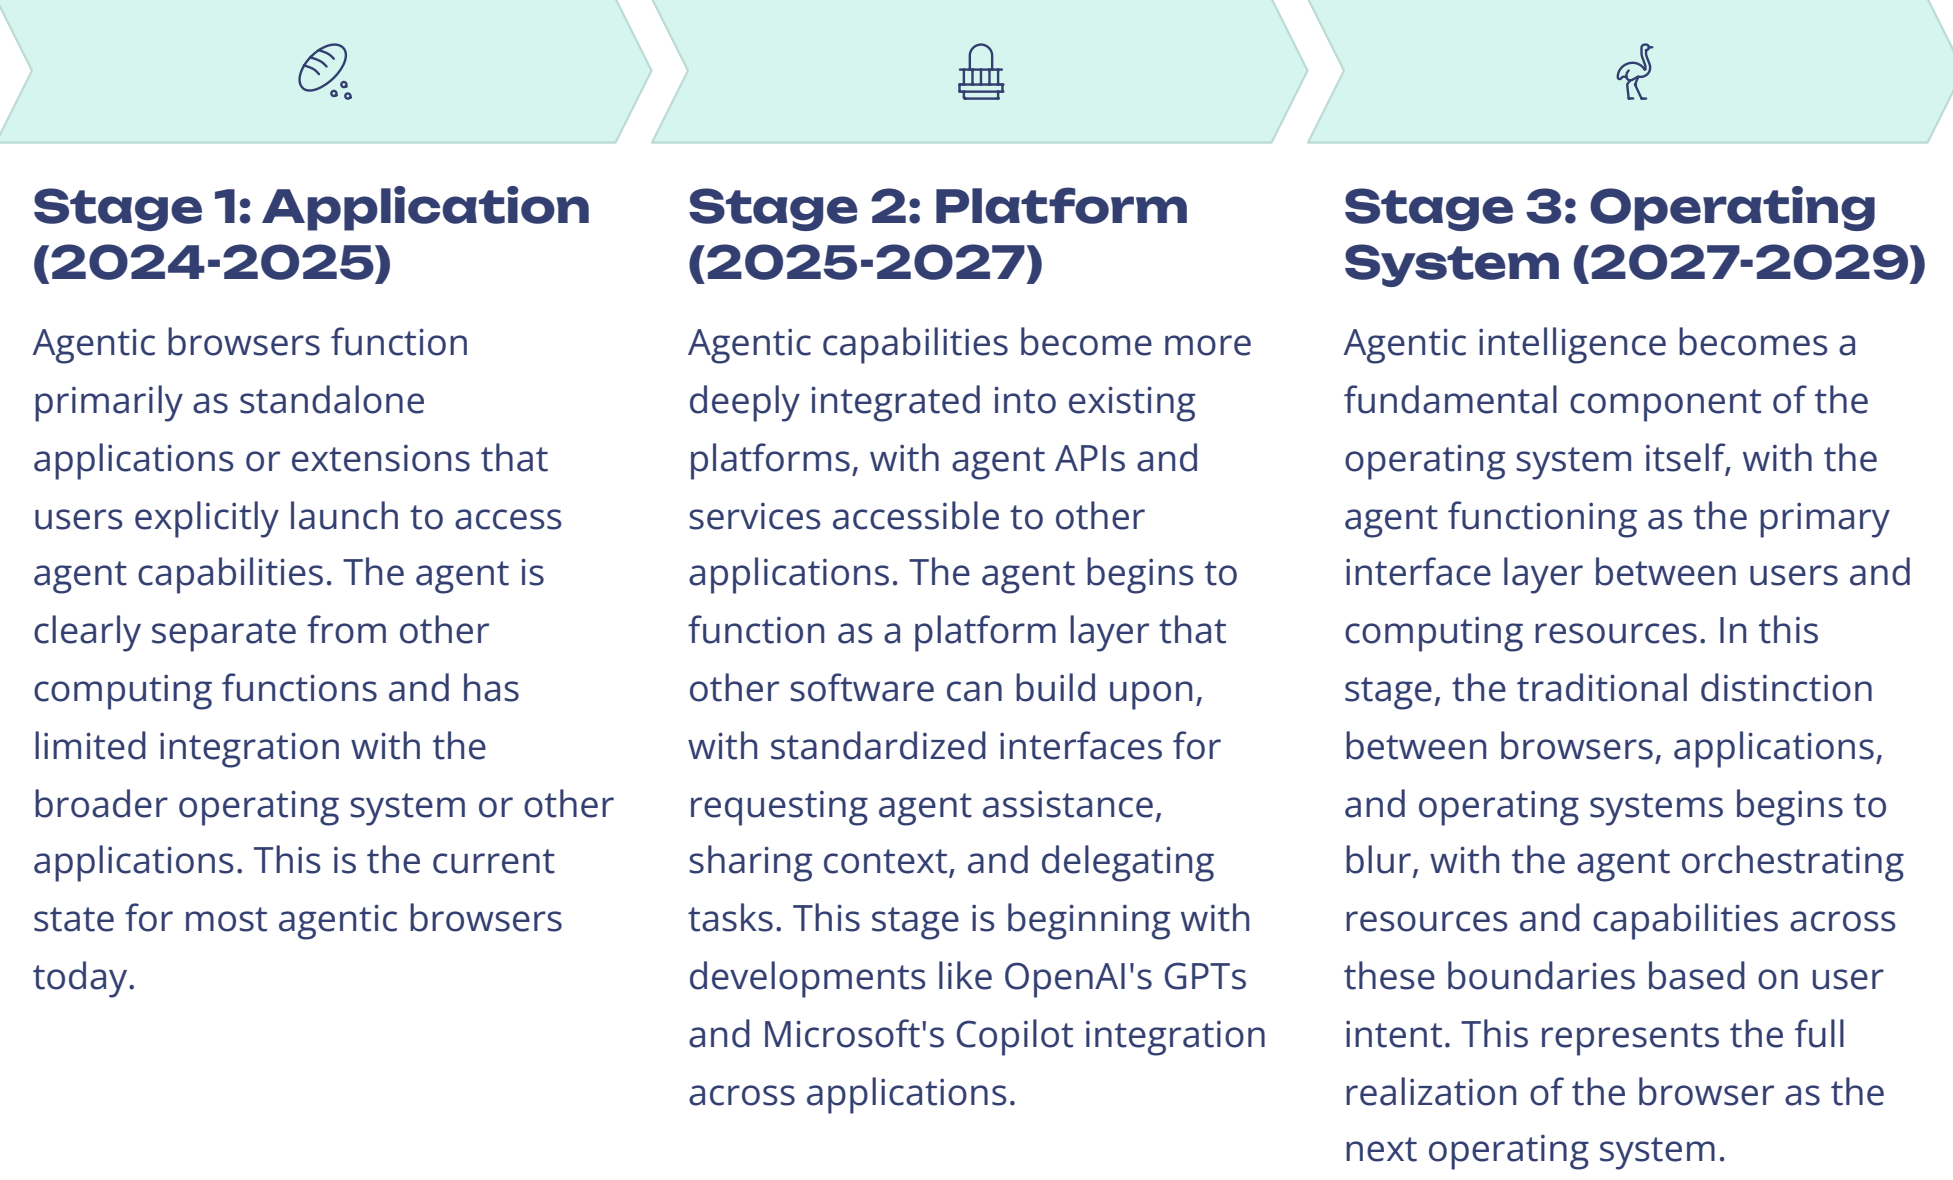 Stage 1: Application
(2024-2025)
Agentic browsers function
primarily as standalone
applications or extensions that
users explicitly launch to access
agent capabilities. The agent is
clearly separate from other
computing functions and has
limited integration with the
broader operating system or other
applications. This is the current
state for most agentic browsers
today.
Stage 2: Platform
(2025-2027)
Agentic capabilities become more
deeply integrated into existing
platforms, with agent APIs and
services accessible to other
applications. The agent begins to
function as a platform layer that
other software can build upon,
with standardized interfaces for
requesting agent assistance,
sharing context, and delegating
tasks. This stage is beginning with
developments like OpenAI's GPTs
and Microsoft's Copilot integration
across applications.
Stage 3: Operating
System (2027-2029)
Agentic intelligence becomes a
fundamental component of the
operating system itself, with the
agent functioning as the primary
interface layer between users and
computing resources. In this
stage, the traditional distinction
between browsers, applications,
and operating systems begins to
blur, with the agent orchestrating
resources and capabilities across
these boundaries based on user
intent. This represents the full
realization of the browser as the
next operating system.